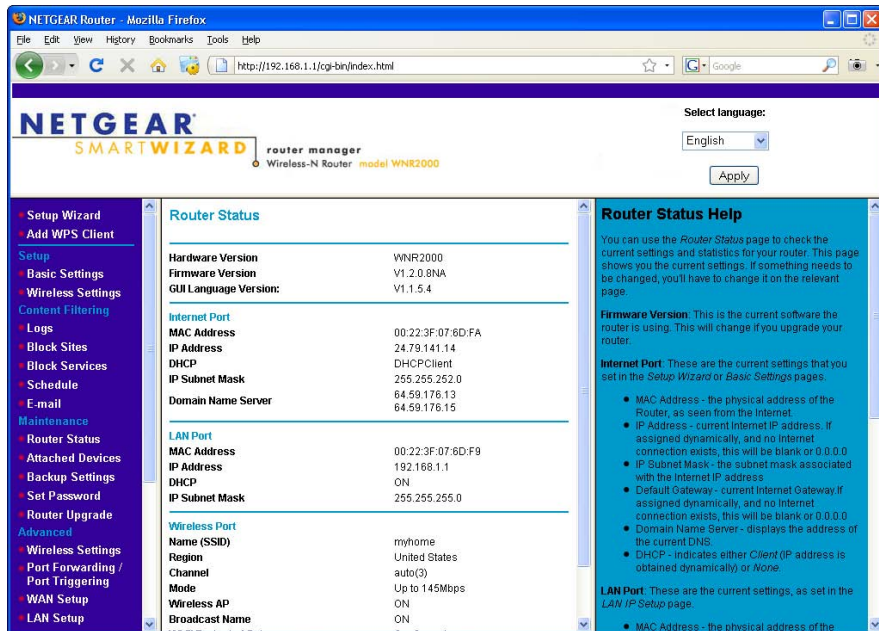 NETGEAR Router - Mozilla Firefox
File Edit View History Bookmarks Tools Help
http://192.168.1.1/cgi-bin/index.html
G Google
NETGEAR
SMARTWIZARD
router manager
Wireless-N Router model WNR2000
Select language:
English
Apply
Setup Wizard
Add WPS Client
Setup
Basic Settings
Wireless Settings
Content Filtering
Logs
Block Sites
Block Services
Schedule
E-mail
Maintenance
Router Status
Attached Devices
Backup Settings
Set Password
Router Upgrade
Advanced
Wireless Settings
Port Forwarding /
Port Triggering
WAN Setup
LAN Setup
Router Status
Hardware Version WNR2000
Firmware Version V1.2.0.8NA
GUI Language Version: V1.1.5.4
Internet Port
MAC Address 00:22:3F:07:6D:FA
IP Address 24.79.141.14
DHCP DHCPClient
IP Subnet Mask 255.255.252.0
Domain Name Server 64.59.176.13
64.59.176.15
LAN Port
MAC Address 00:22:3F:07:6D:F9
IP Address 192.168.1.1
DHCP ON
IP Subnet Mask 255.255.255.0
Wireless Port
Name (SSID) myhome
Region United States
Channel auto(3)
Mode Up to 145Mbps
Wireless AP ON
Broadcast Name ON
Router Status Help
You can use the Router Status page to check the
current settings and statistics for your router. This page
shows you the current settings. If something needs to
be changed, you'll have to change it on the relevant
page.
Firmware Version: This is the current software the
router is using. This will change if you upgrade your
router.
Internet Port: These are the current settings that you
set in the Setup Wizard or Basic Settings pages.
MAC Address - the physical address of the
Router, as seen from the Internet.
IP Address - current Internet IP address. If
assigned dynamically, and no Internet
connection exists, this will be blank or 0.0.0.0
IP Subnet Mask - the subnet mask associated
with the Internet IP address
Default Gateway - current Internet Gateway.If
assigned dynamically, and no Internet
connection exists, this will be blank or 0.0.0.0
Domain Name Server - displays the address of
the current DNS.
DHCP - indicates either Client (IP address is
obtained dynamically) or None.
LAN Port: These are the current settings, as set in the
LAN IP Setup page.
MAC Address - the physical address of the